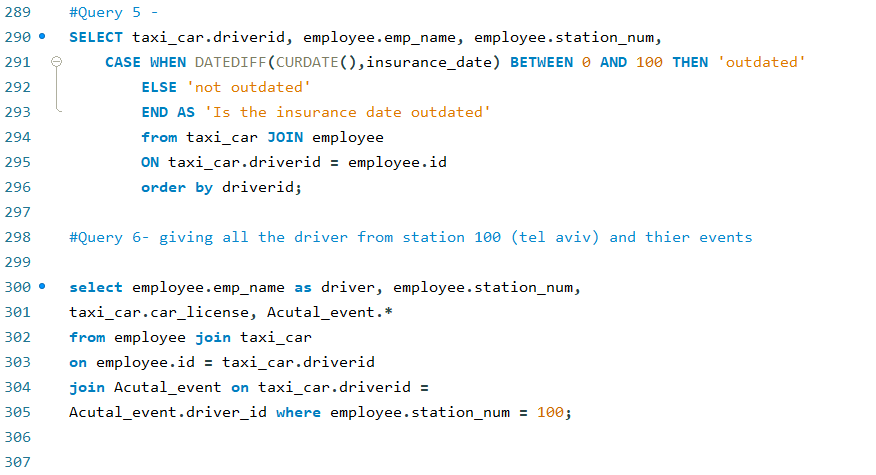 289 #Query 5 -
290 SELECT taxi_car.driverid, employee.emp_name, employee.station_num,
291 CASE WHEN DATEDIFF(CURDATE(),insurance_date) BETWEEN 0 AND 100 THEN 'outdated'
292 ELSE 'not outdated'
293 END AS 'Is the insurance date outdated'
294 from taxi_car JOIN employee
295 ON taxi_car.driverid = employee.id
296 order by driverid;
297
298 #Query 6- giving all the driver from station 100 (tel aviv) and thier events
299
300 select employee.emp_name as driver, employee.station_num,
301 taxi_car.car_license, Acutal_event.*
302 from employee join taxi_car
303 on employee.id = taxi_car.driverid
304 join Acutal_event on taxi_car.driverid =
305 Acutal_event.driver_id where employee.station_num = 100;
306
307